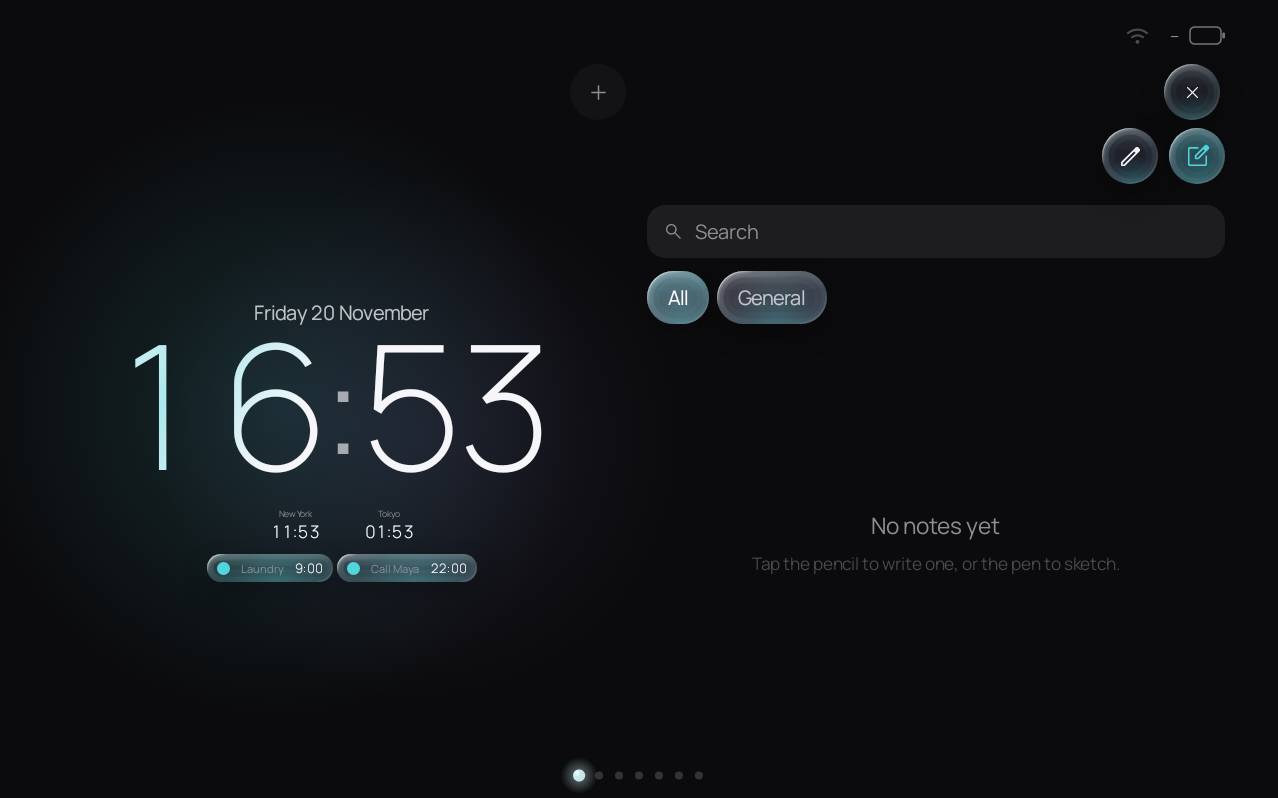 Search
All General
Friday 20 November
16:53
New York Tokyo
11:53 01:53
Laundry 9:00 Call Maya 22:00
No notes yet
Tap the pencil to write one, or the pen to sketch.